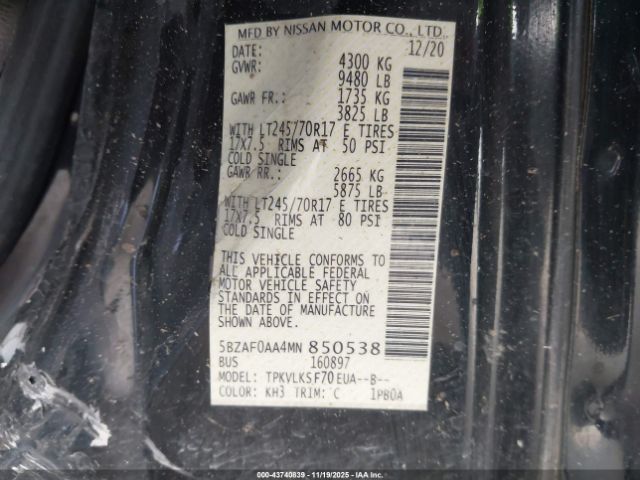 MFD BY NISSAN MOTOR CO., LTD.
DATE: 12/20
GVWR: 4300 KG
9480 LB
GAWR FR.: 1735 KG
3825 LB
WITH LT245/70R17 E TIRES
17X7.5 RIMS AT 50 PSI
COLD SINGLE
GAWR RR.: 2665 KG
5875 LB
WITH LT245/70R17 E TIRES
17X7.5 RIMS AT 80 PSI
COLD SINGLE
THIS VEHICLE CONFORMS TO
ALL APPLICABLE FEDERAL
MOTOR VEHICLE SAFETY
STANDARDS IN EFFECT ON
THE DATE OF MANUFACTURE
SHOWN ABOVE.
5BZAF0AA4MN 850538
BUS 160897
MODEL: TPKVLKSF70EUA--B--
COLOR: KH3 TRIM: C 1PBOA
© 43740839 - 11/19/2025 - IAAI.com